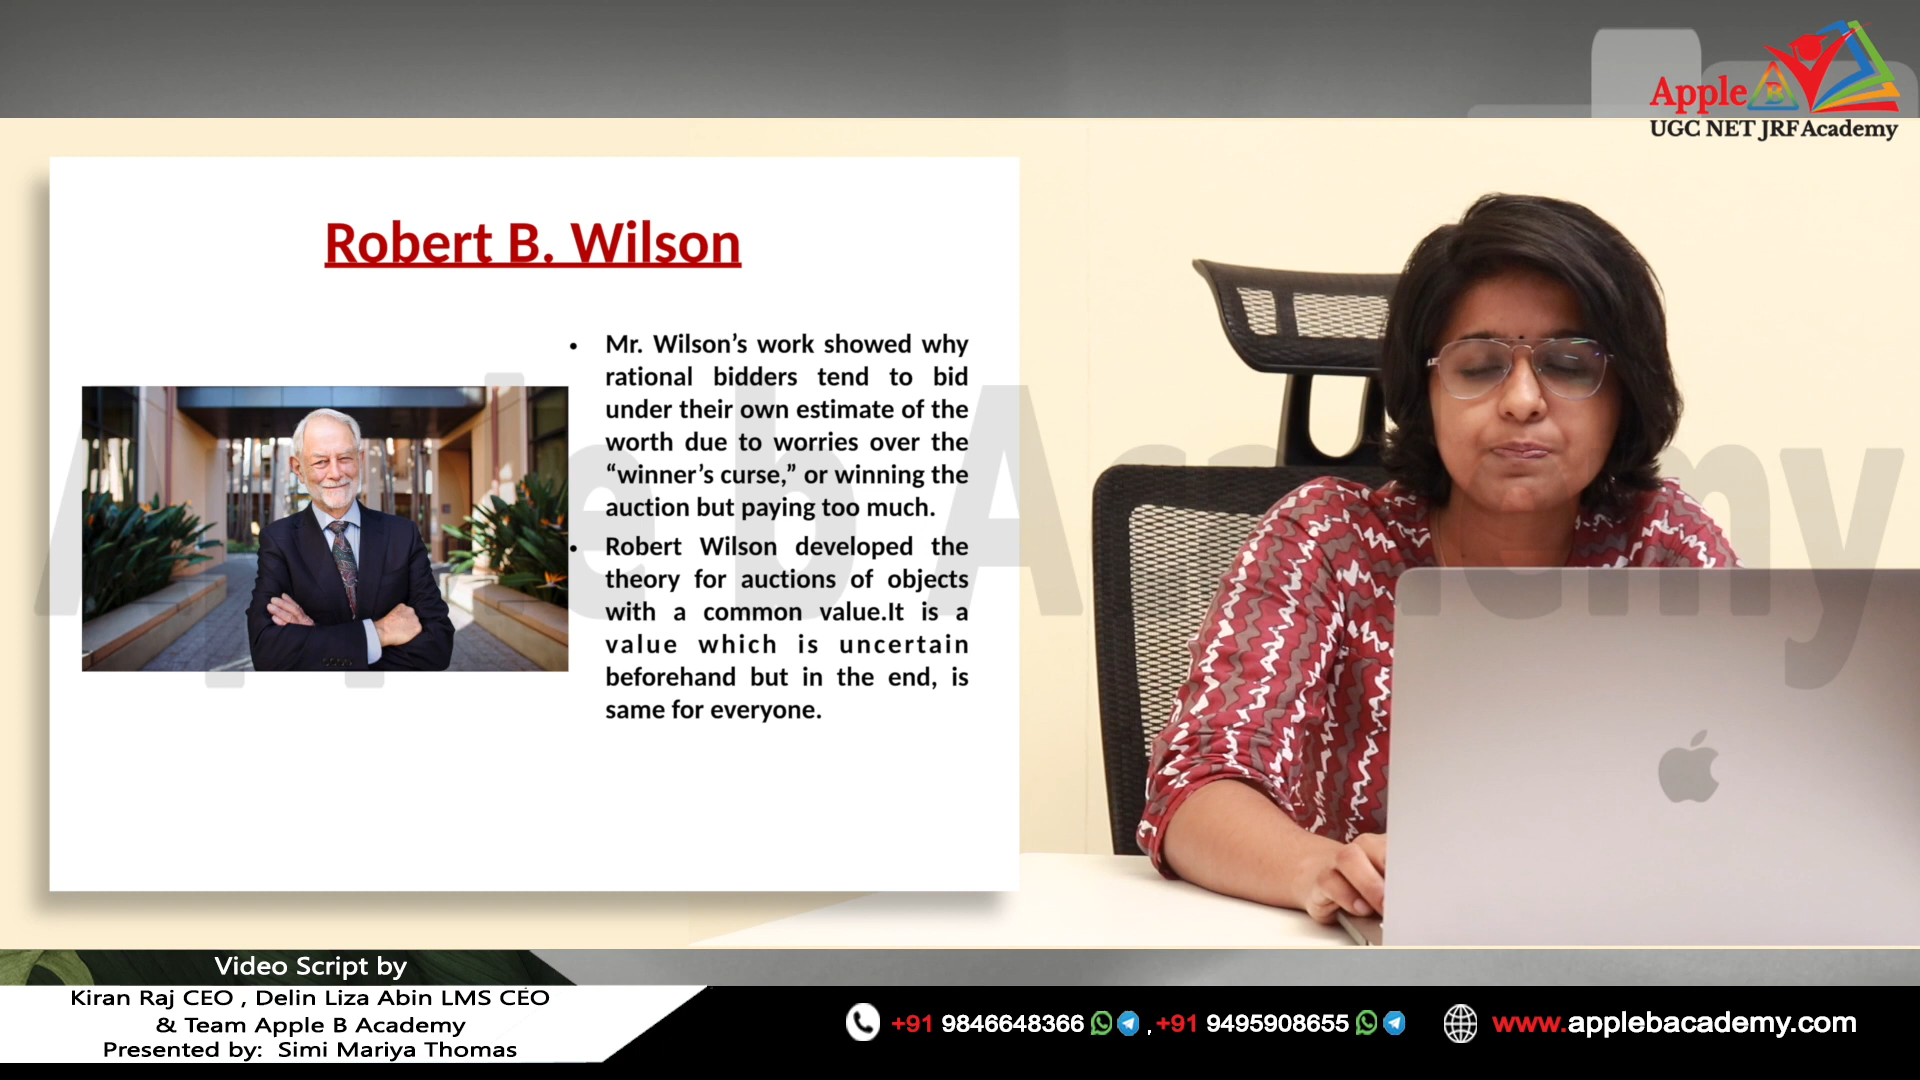 Apple B
UGC NET JRF Academy
Robert B. Wilson
• Mr. Wilson’s work showed why
rational bidders tend to bid
under their own estimate of the
worth due to worries over the
“winner’s curse,” or winning the
auction but paying too much.
• Robert Wilson developed the
theory for auctions of objects
with a common value.It is a
value which is uncertain
beforehand but in the end, is
same for everyone.
Apple b Academy
Video Script by
Kiran Raj CEO , Delin Liza Abin LMS CEO
& Team Apple B Academy
Presented by: Simi Mariya Thomas
+91 9846648366 , +91 9495908655
www.applebacademy.com